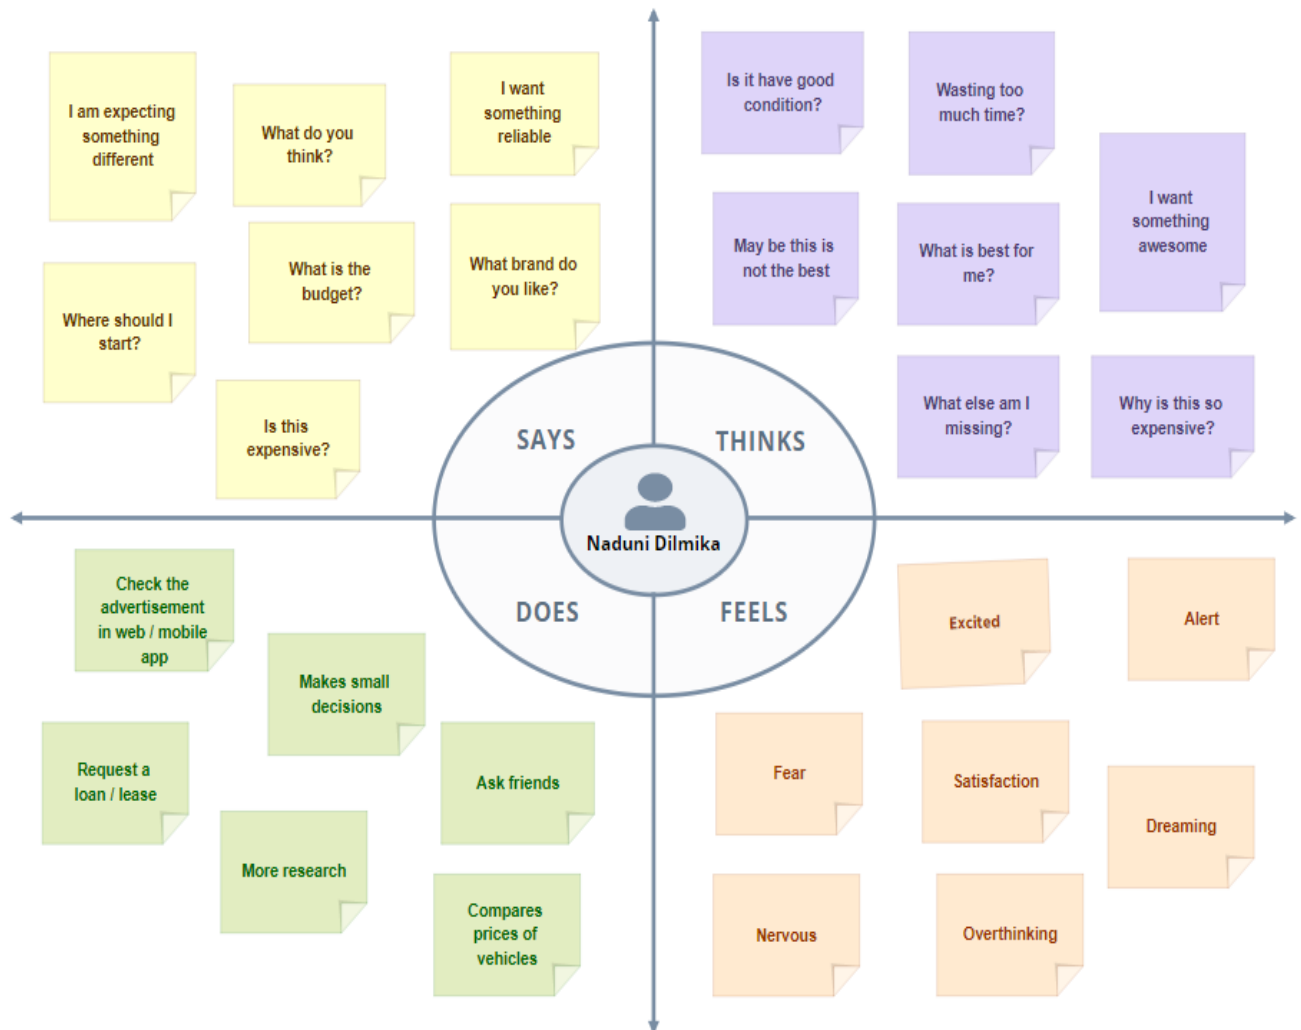 I am expecting
something
different
What do you
think?
I want
something
reliable
Where should I
start?
What is the
budget?
What brand do
you like?
Is this
expensive?
SAYS
Is it have good
condition?
Wasting too
much time?
I want
something
awesome
May be this is
not the best
What is best for
me?
What else am I
missing?
Why is this so
expensive?
THINKS
Naduni Dilmika
DOES
Check the
advertisement
in web / mobile
app
Makes small
decisions
Request a
loan / lease
Ask friends
More research
Compares
prices of
vehicles
FEELS
Excited
Alert
Fear
Satisfaction
Dreaming
Nervous
Overthinking